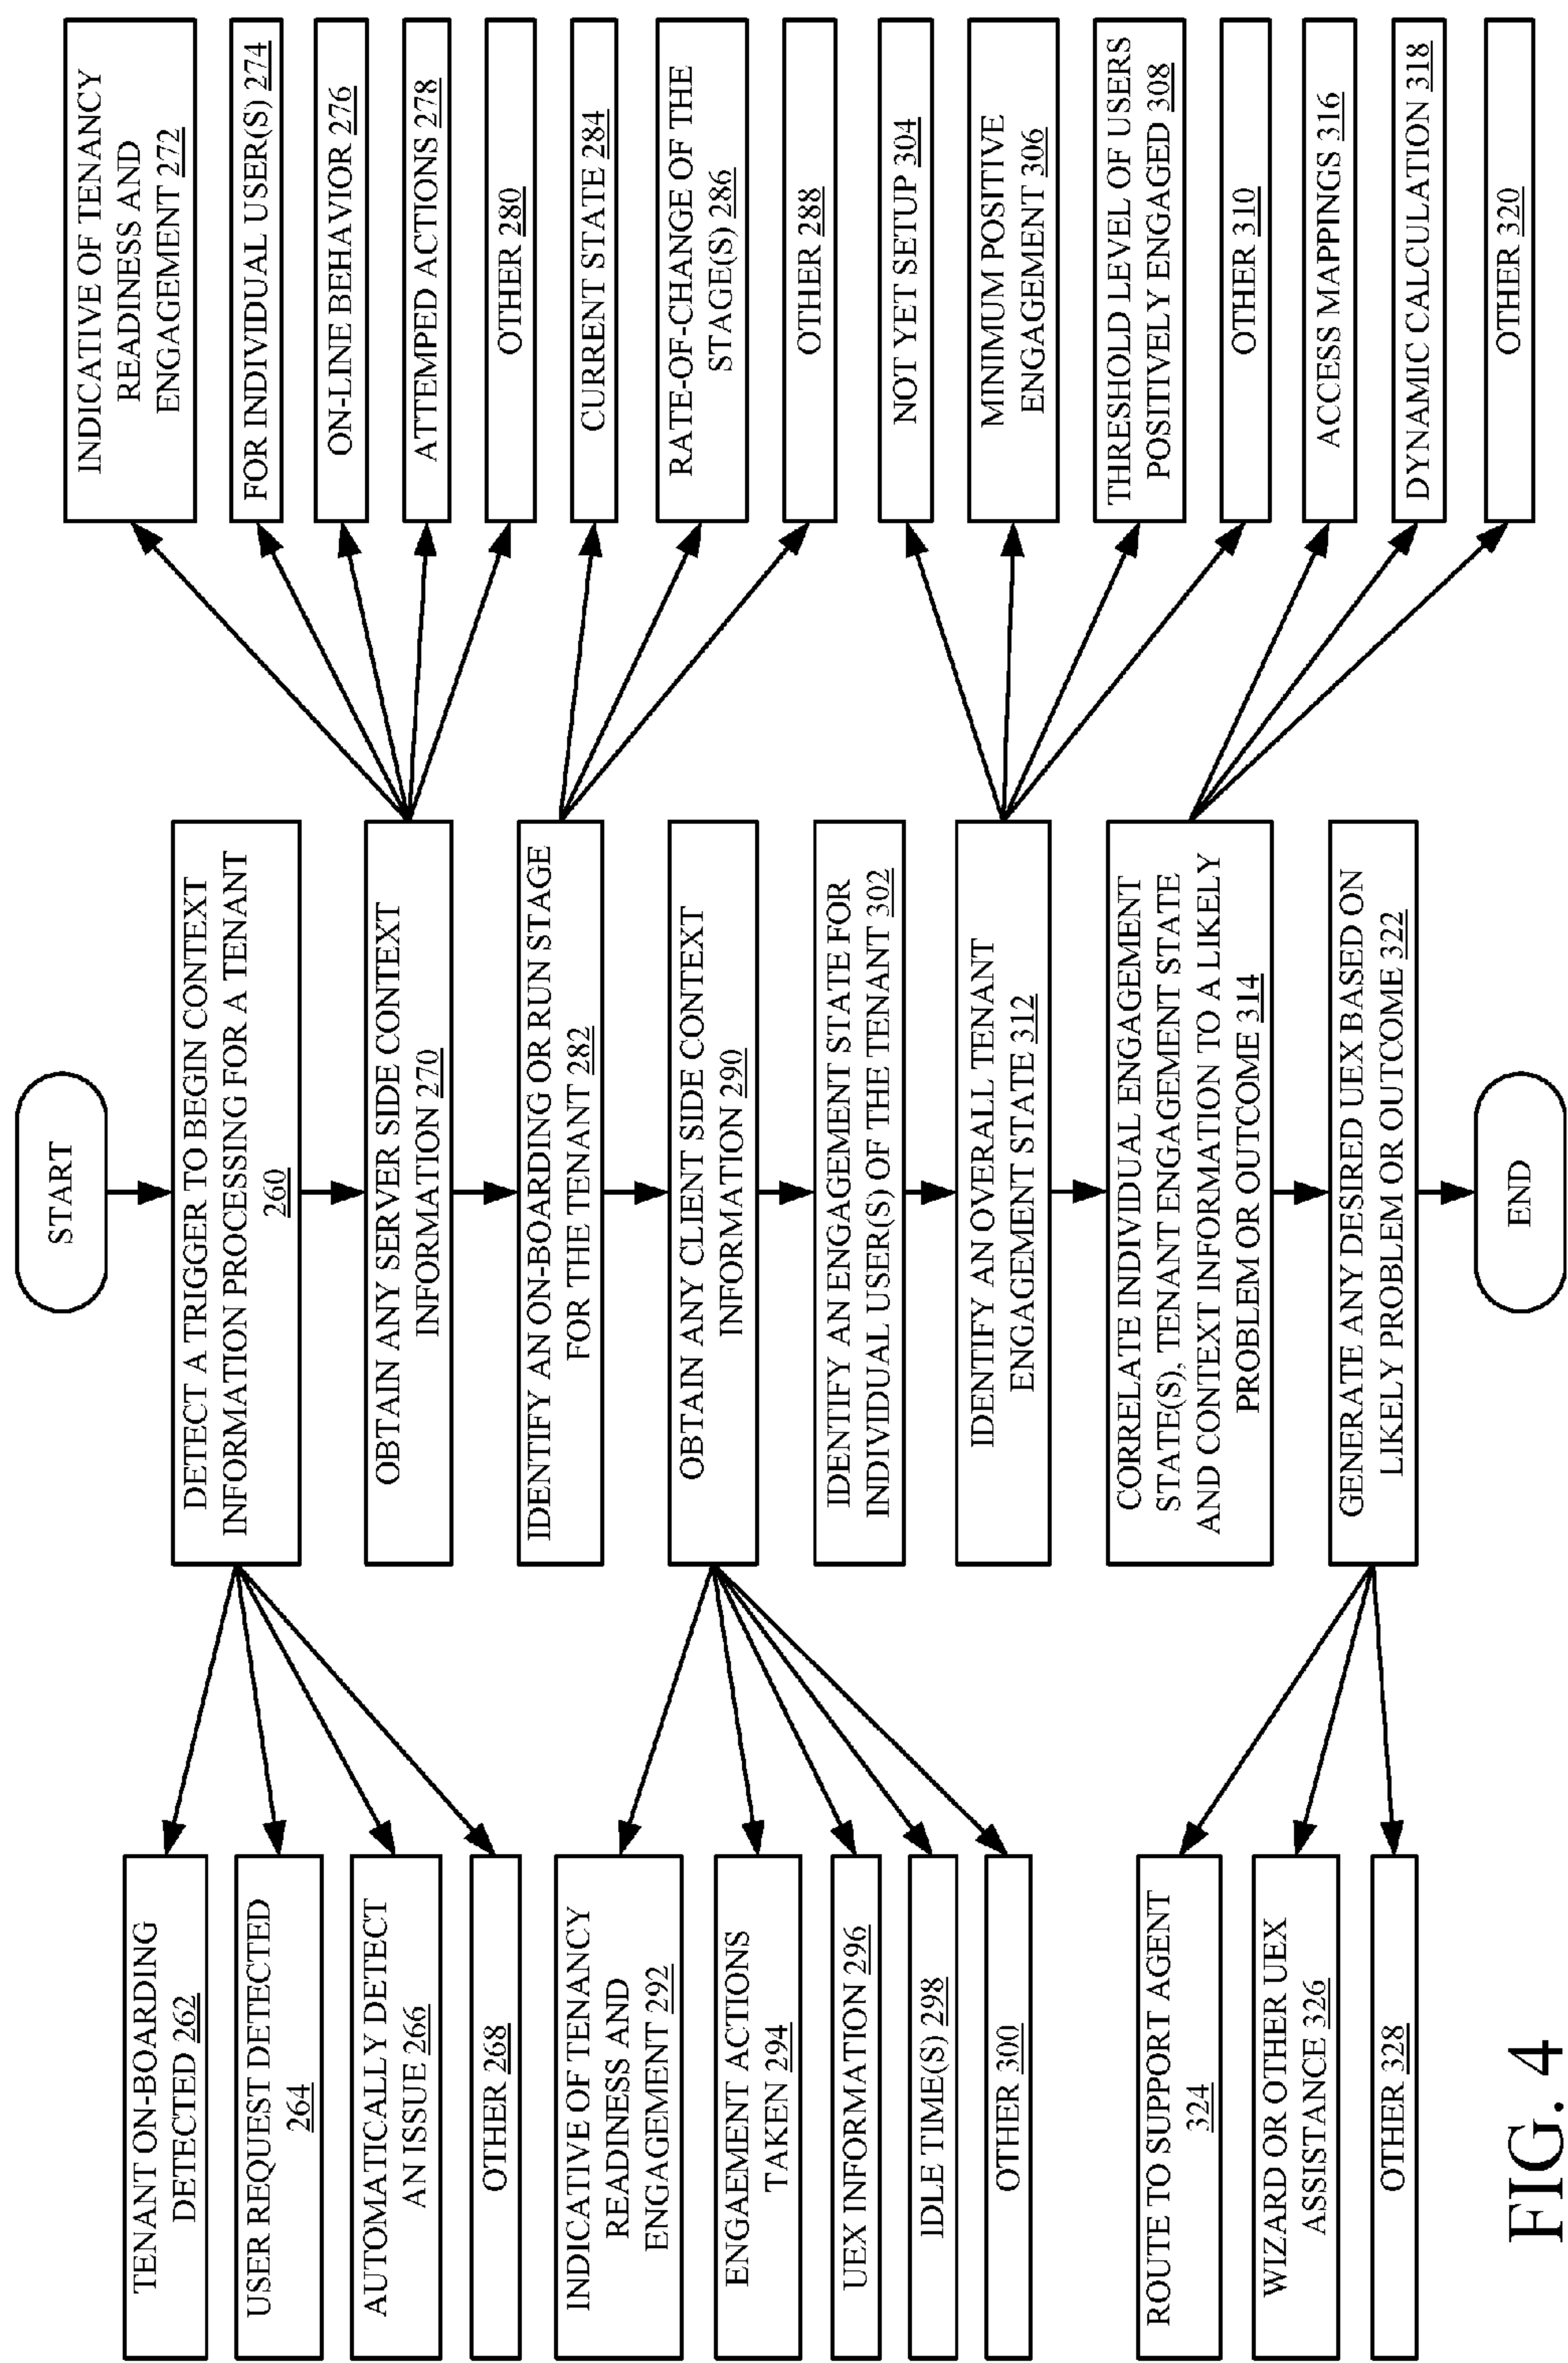 START
DETECT A TRIGGER TO BEGIN CONTEXT
INFORMATION PROCESSING FOR A TENANT
260
TENANT ON-BOARDING
DETECTED 262
USER REQUEST DETECTED
264
AUTOMATICALLY DETECT
AN ISSUE 266
OTHER 268
OBTAIN ANY SERVER SIDE CONTEXT
INFORMATION 270
INDICATIVE OF TENANCY
READINESS AND
ENGAGEMENT 272
FOR INDIVIDUAL USER(S) 274
ON-LINE BEHAVIOR 276
ATTEMPED ACTIONS 278
OTHER 280
IDENTIFY AN ON-BOARDING OR RUN STAGE
FOR THE TENANT 282
CURRENT STATE 284
RATE-OF-CHANGE OF THE
STAGE(S) 286
OTHER 288
OBTAIN ANY CLIENT SIDE CONTEXT
INFORMATION 290
INDICATIVE OF TENANCY
READINESS AND
ENGAGEMENT 292
ENGAEMENT ACTIONS
TAKEN 294
UEX INFORMATION 296
IDLE TIME(S) 298
OTHER 300
IDENTIFY AN ENGAGEMENT STATE FOR
INDIVIDUAL USER(S) OF THE TENANT 302
IDENTIFY AN OVERALL TENANT
ENGAGEMENT STATE 312
NOT YET SETUP 304
MINIMUM POSITIVE
ENGAGEMENT 306
THRESHOLD LEVEL OF USERS
POSITIVELY ENGAGED 308
OTHER 310
CORRELATE INDIVIDUAL ENGAGEMENT
STATE(S), TENANT ENGAGEMENT STATE
AND CONTEXT INFORMATION TO A LIKELY
PROBLEM OR OUTCOME 314
ACCESS MAPPINGS 316
DYNAMIC CALCULATION 318
OTHER 320
GENERATE ANY DESIRED UEX BASED ON
LIKELY PROBLEM OR OUTCOME 322
ROUTE TO SUPPORT AGENT
324
WIZARD OR OTHER UEX
ASSISTANCE 326
OTHER 328
END
FIG. 4